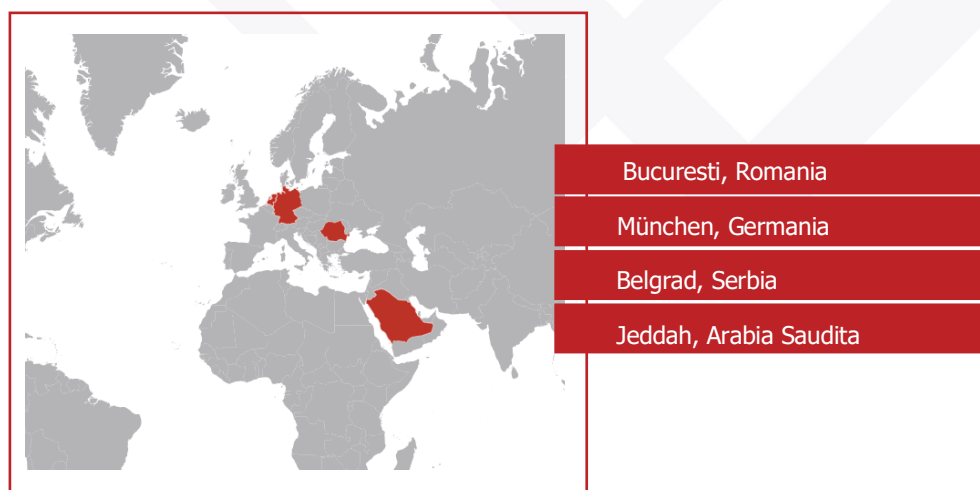 Bucuresti, Romania
München, Germania
Belgrad, Serbia
Jeddah, Arabia Saudita